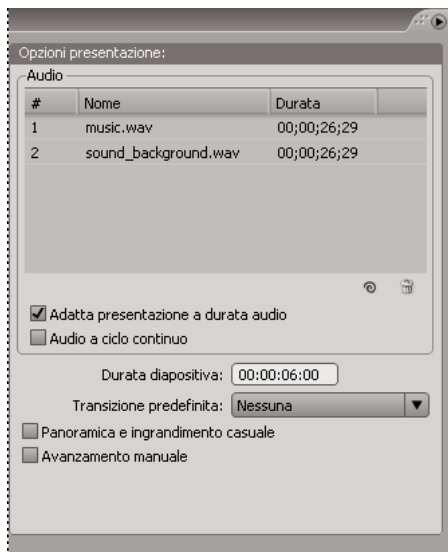 Opzioni presentazione:
Audio
# Nome Durata
1 music.wav 00;00;26;29
2 sound_background.wav 00;00;26;29
Adatta presentazione a durata audio
Audio a ciclo continuo
Durata diapositiva: 00:00:06:00
Transizione predefinita: Nessuna
Panoramica e ingrandimento casuale
Avanzamento manuale